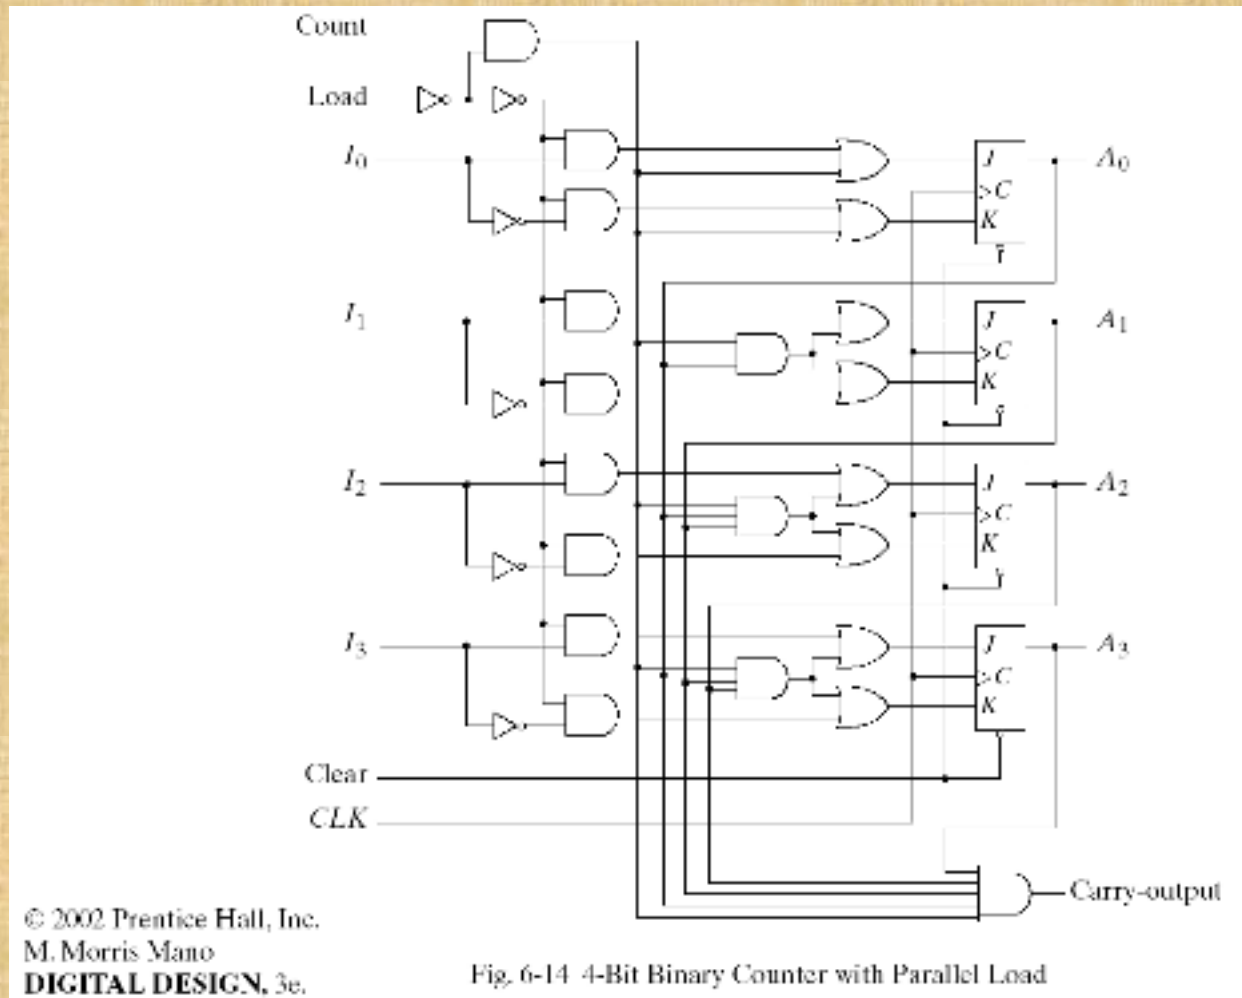 Count
Load
I0
J
A0
C
K
I1
J
A1
C
K
I2
J
A2
C
K
I3
J
A3
C
K
Clear
CLK
Carry-output
© 2002 Prentice Hall, Inc.
M. Morris Mano
DIGITAL DESIGN, 3e.
Fig. 6-14 4-Bit Binary Counter with Parallel Load